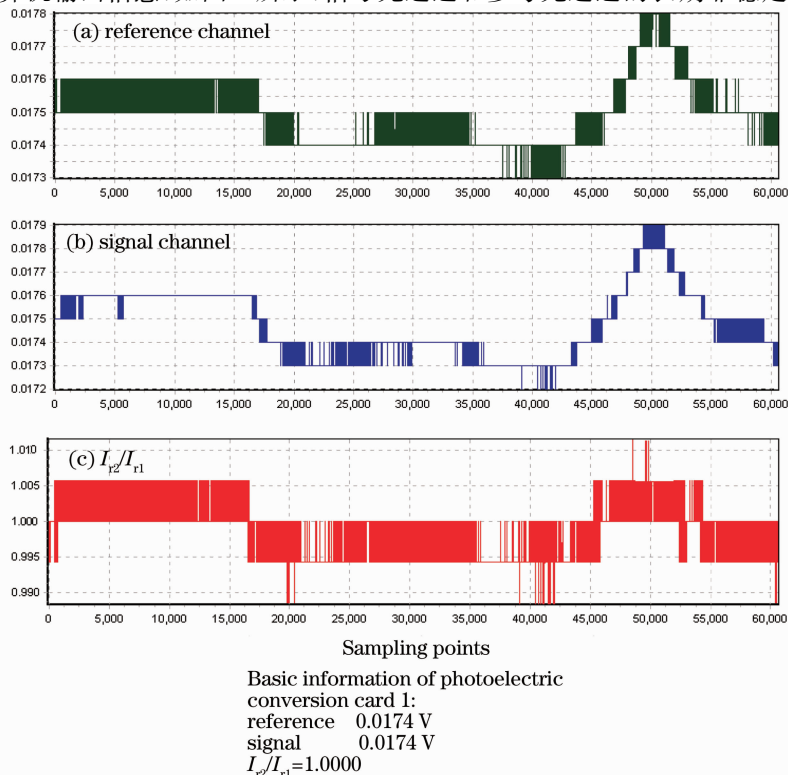 (a) reference channel
0.0178
0.0177
0.0176
0.0175
0.0174
0.0173
0 5,000 10,000 15,000 20,000 25,000 30,000 35,000 40,000 45,000 50,000 55,000 60,000
(b) signal channel
0.0179
0.0178
0.0177
0.0176
0.0175
0.0174
0.0173
0.0172
0 5,000 10,000 15,000 20,000 25,000 30,000 35,000 40,000 45,000 50,000 55,000 60,000
(c) Ir2/Ir1
1.010
1.005
1.000
0.995
0.990
0 5,000 10,000 15,000 20,000 25,000 30,000 35,000 40,000 45,000 50,000 55,000 60,000
Sampling points
Basic information of photoelectric
conversion card 1:
reference 0.0174 V
signal 0.0174 V
Ir2/Ir1=1.0000